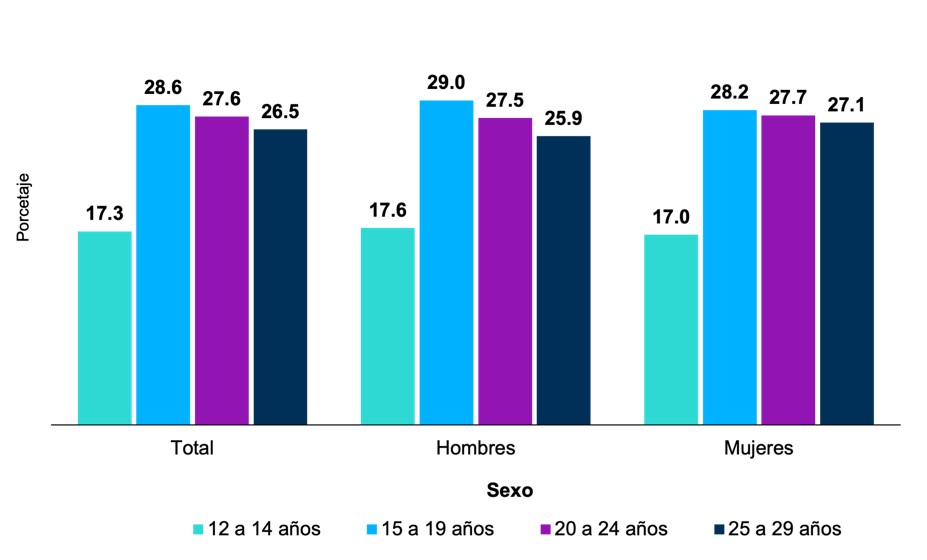 29.0
28.6
28.2
27.6
27.5
27.7
27.1
26.5
25.9
17.3
17.6
17.0
Porcetaje
Total
Hombres
Mujeres
Sexo
12 a 14 años
15 a 19 años
20 a 24 años
25 a 29 años